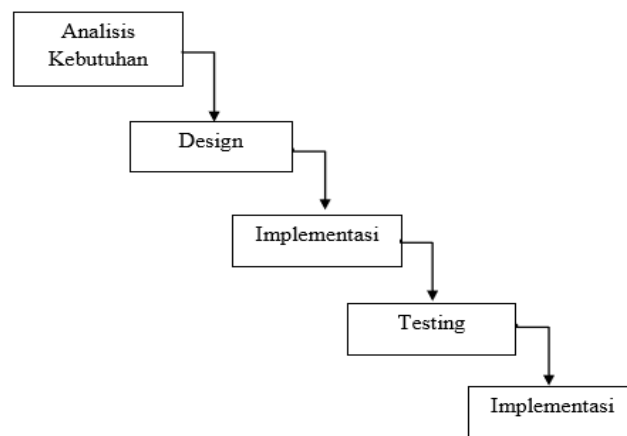 Analisis
Kebutuhan
Design
Implementasi
Testing
Implementasi